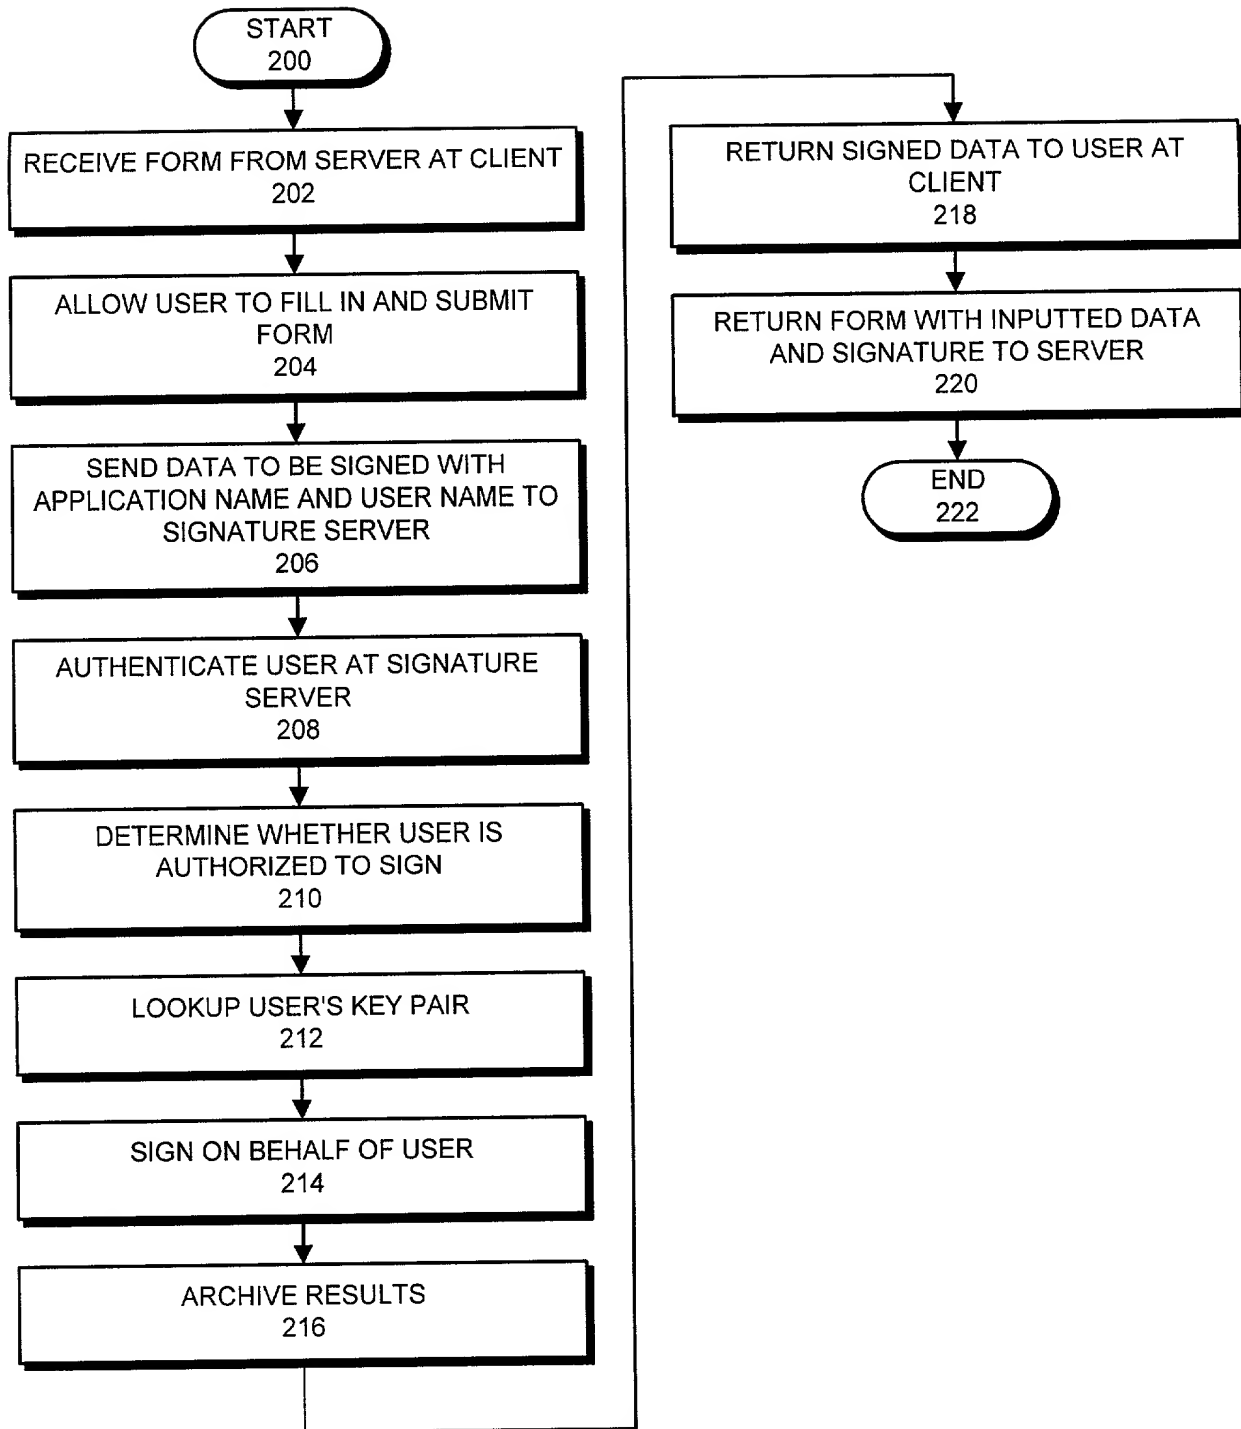 START
200
RECEIVE FORM FROM SERVER AT CLIENT
202
ALLOW USER TO FILL IN AND SUBMIT
FORM
204
SEND DATA TO BE SIGNED WITH
APPLICATION NAME AND USER NAME TO
SIGNATURE SERVER
206
AUTHENTICATE USER AT SIGNATURE
SERVER
208
DETERMINE WHETHER USER IS
AUTHORIZED TO SIGN
210
LOOKUP USER'S KEY PAIR
212
SIGN ON BEHALF OF USER
214
ARCHIVE RESULTS
216
RETURN SIGNED DATA TO USER AT
CLIENT
218
RETURN FORM WITH INPUTTED DATA
AND SIGNATURE TO SERVER
220
END
222